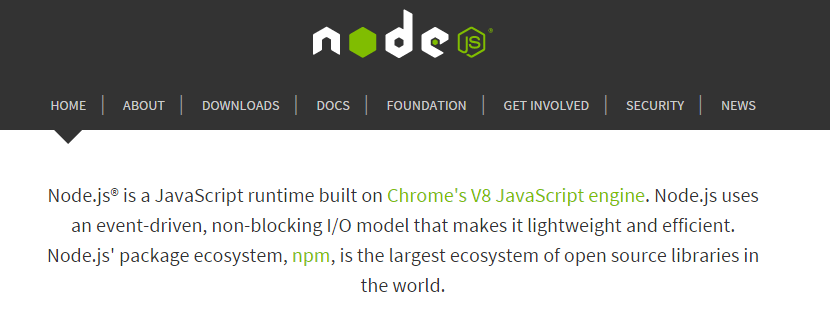 node JS®
HOME | ABOUT | DOWNLOADS | DOCS | FOUNDATION | GET INVOLVED | SECURITY | NEWS
Node.js® is a JavaScript runtime built on Chrome's V8 JavaScript engine. Node.js uses
an event-driven, non-blocking I/O model that makes it lightweight and efficient.
Node.js' package ecosystem, npm, is the largest ecosystem of open source libraries in
the world.